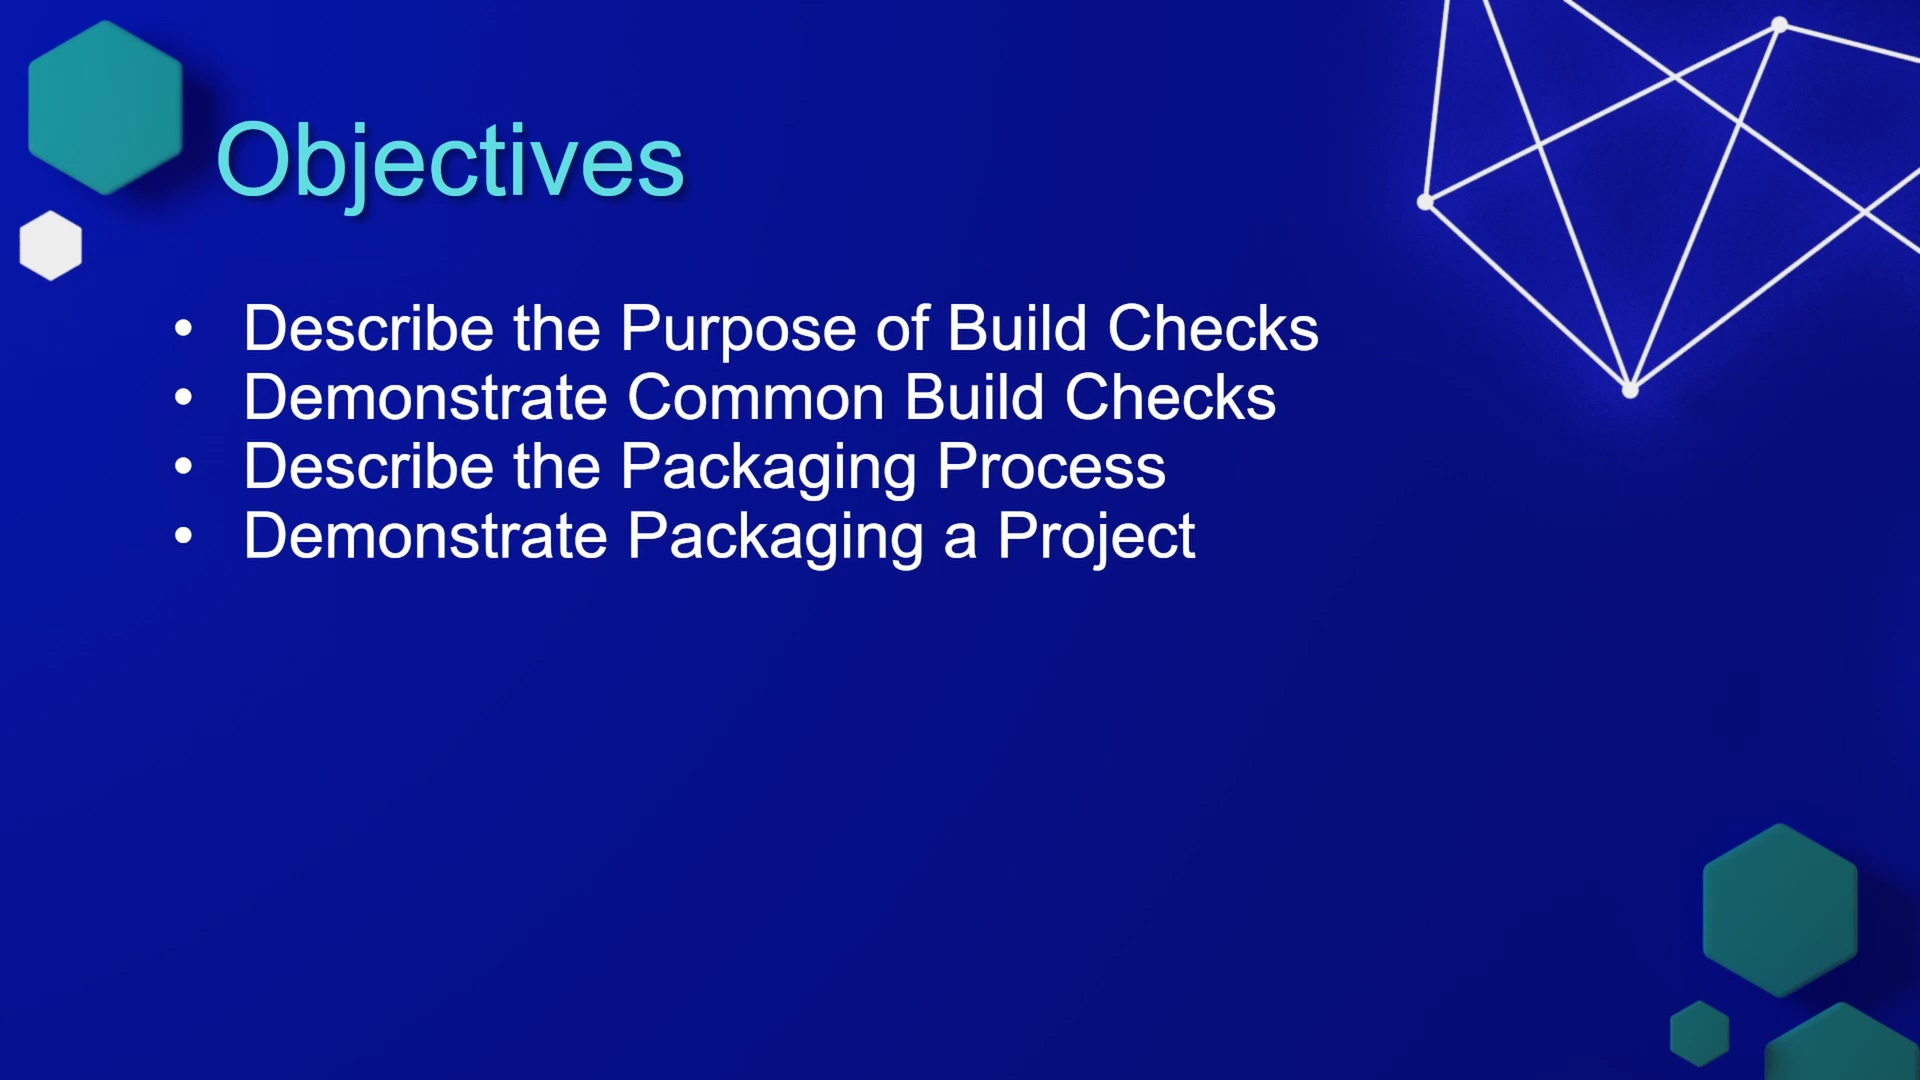 Objectives
• Describe the Purpose of Build Checks
• Demonstrate Common Build Checks
• Describe the Packaging Process
• Demonstrate Packaging a Project